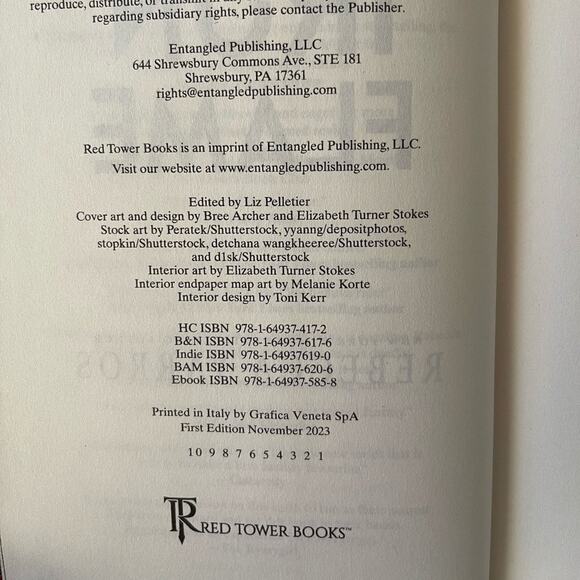 reproduce, distribute, or transmit in any
regarding subsidiary rights, please contact the Publisher.
Entangled Publishing, LLC
644 Shrewsbury Commons Ave., STE 181
Shrewsbury, PA 17361
rights@entangledpublishing.com
Red Tower Books is an imprint of Entangled Publishing, LLC.
Visit our website at www.entangledpublishing.com.
Edited by Liz Pelletier
Cover art and design by Bree Archer and Elizabeth Turner Stokes
Stock art by Peratek/Shutterstock, yyanng/depositphotos,
stopkin/Shutterstock, detchana wangkheeree/Shutterstock,
and d1sk/Shutterstock
Interior art by Elizabeth Turner Stokes
Interior endpaper map art by Melanie Korte
Interior design by Toni Kerr
HC ISBN 978-1-64937-417-2
B&N ISBN 978-1-64937-617-6
Indie ISBN 978-1-64937619-0
BAM ISBN 978-1-64937-620-6
Ebook ISBN 978-1-64937-585-8
Printed in Italy by Grafica Veneta SpA
First Edition November 2023
10 9 8 7 6 5 4 3 2 1
TR RED TOWER BOOKS™